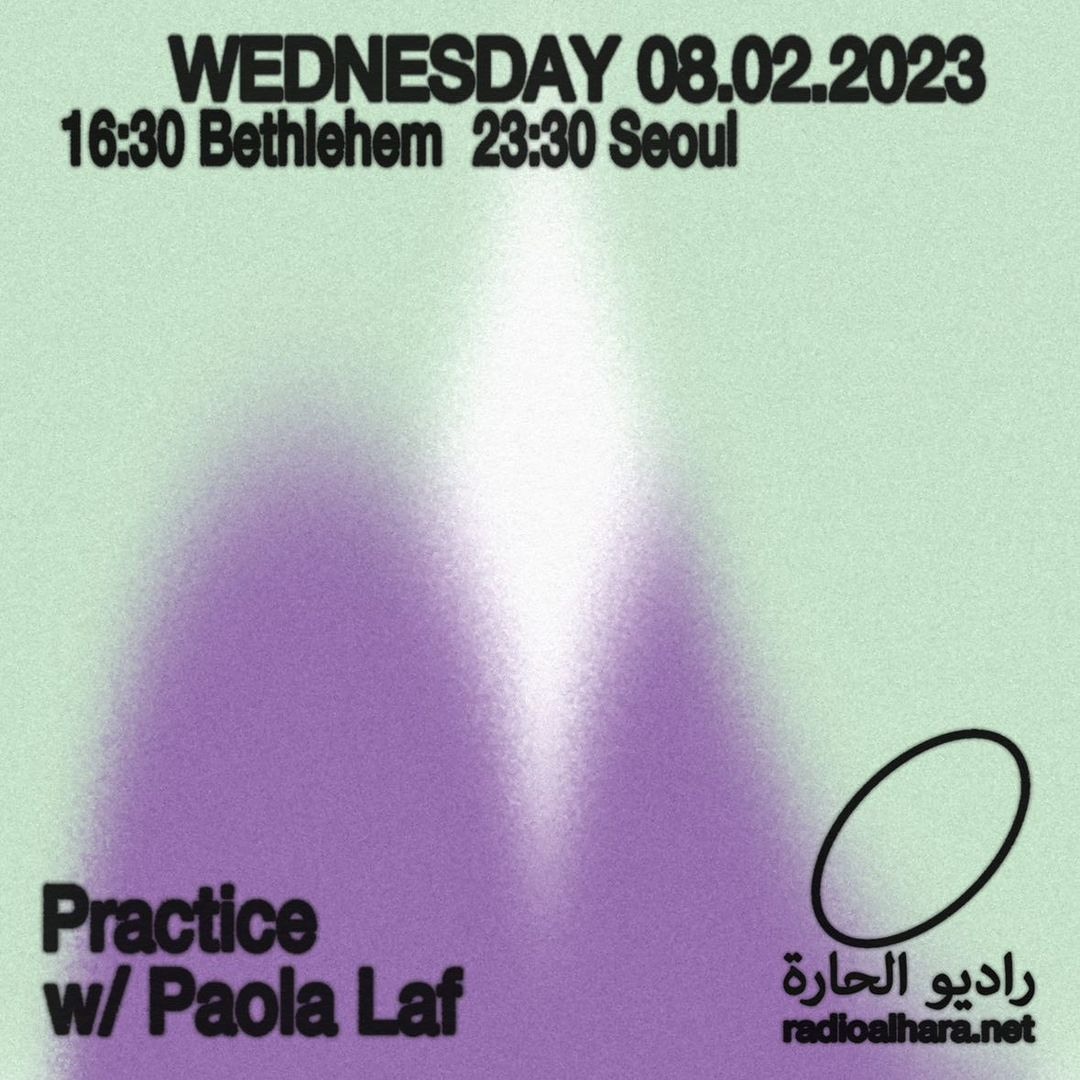 WEDNESDAY 08.02.2023
16:30 Bethlehem 23:30 Seoul
Practice
w/ Paola Laf
راديو الحارة
radioalhara.net